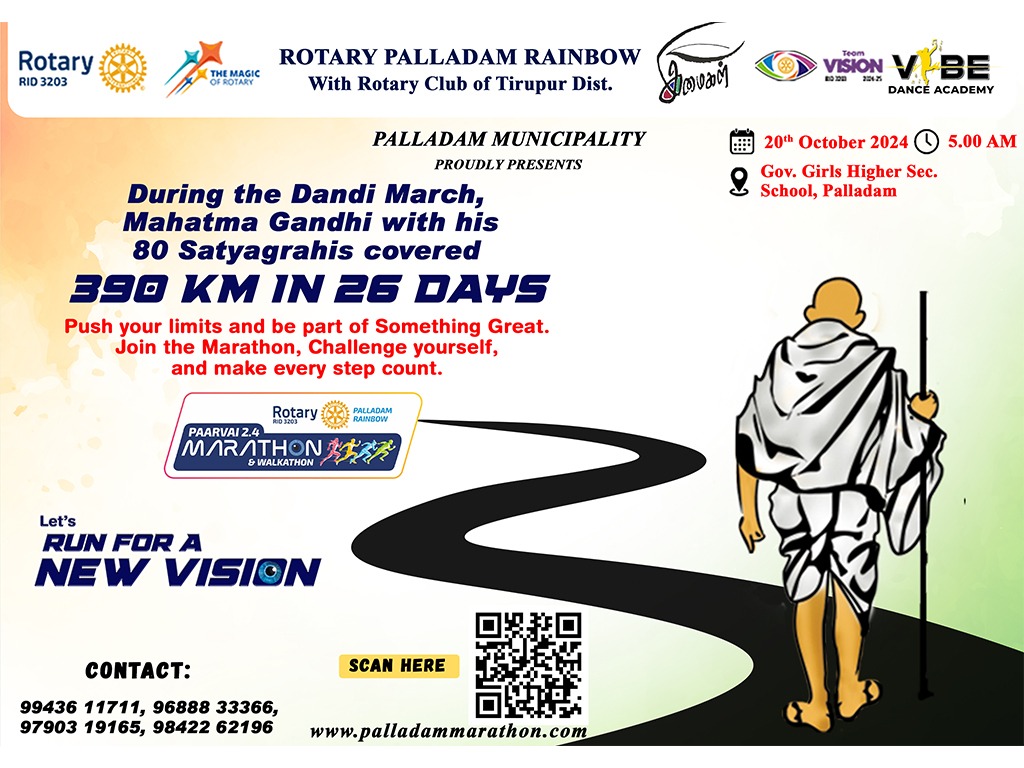 Rotary
RID 3203
THE MAGIC
OF ROTARY
ROTARY PALLADAM RAINBOW
With Rotary Club of Tirupur Dist.
இமைகள்
Team
VISION
RID 3203 2024-25
VIBE
DANCE ACADEMY
PALLADAM MUNICIPALITY
PROUDLY PRESENTS
20th October 2024
5.00 AM
Gov. Girls Higher Sec.
School, Palladam
During the Dandi March,
Mahatma Gandhi with his
80 Satyagrahis covered
390 KM IN 26 DAYS
Push your limits and be part of Something Great.
Join the Marathon, Challenge yourself,
and make every step count.
Rotary
RID 3203
PALLADAM
RAINBOW
PAARVAI 2.4
MARATHON
& WALKATHON
Let's
RUN FOR A
NEW VISION
CONTACT:
99436 11711, 96888 33366,
97903 19165, 98422 62196
SCAN HERE
www.palladammarathon.com